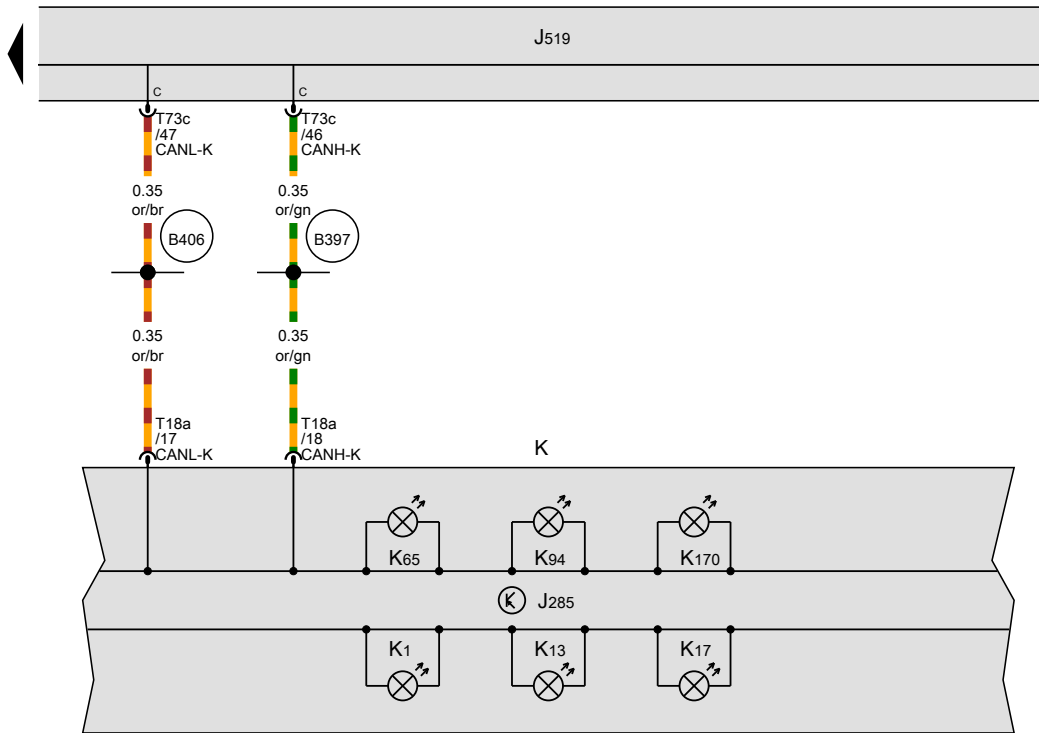 J519
c
c
T73c
/47
CANL-K
T73c
/46
CANH-K
0.35
or/br
0.35
or/gn
B406
B397
0.35
or/br
0.35
or/gn
T18a
/17
CANL-K
T18a
/18
CANH-K
K
K65
K94
K170
K J285
K1
K13
K17